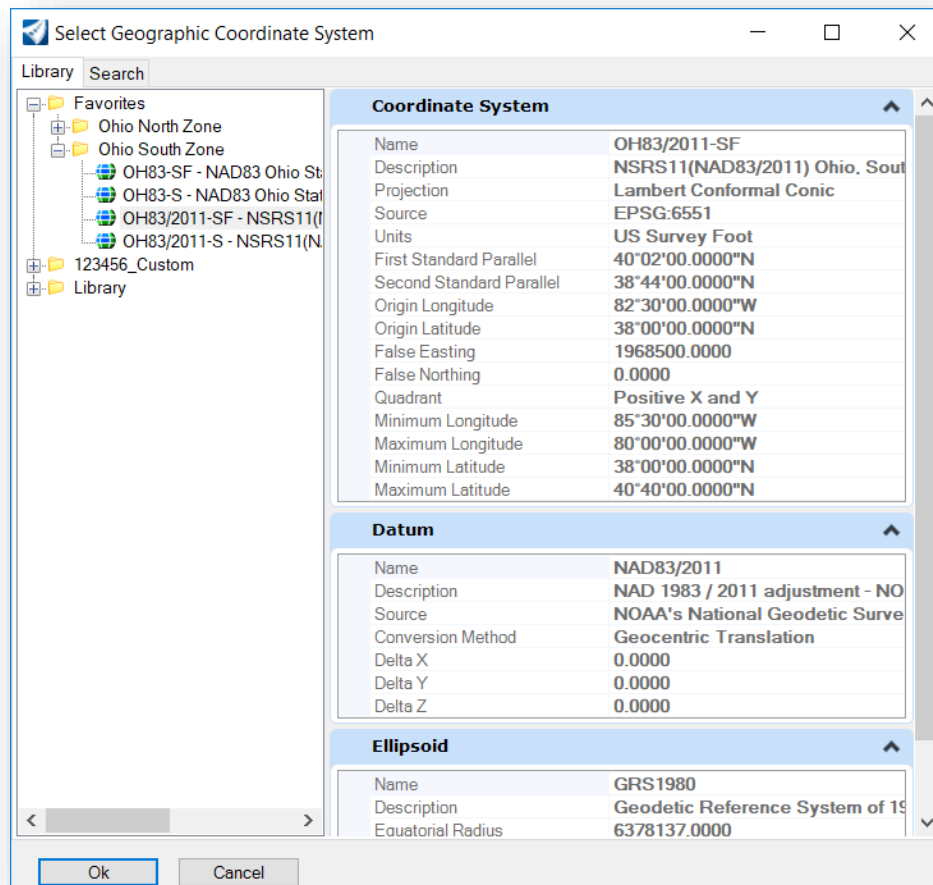 Select Geographic Coordinate System
Library Search
Favorites
Ohio North Zone
Ohio South Zone
OH83-SF - NAD83 Ohio St
OH83-S - NAD83 Ohio Stat
OH83/2011-SF - NSRS11(
OH83/2011-S - NSRS11(N
123456_Custom
Library
Coordinate System
Name OH83/2011-SF
Description NSRS11(NAD83/2011) Ohio, Sout
Projection Lambert Conformal Conic
Source EPSG:6551
Units US Survey Foot
First Standard Parallel 40°02'00.0000"N
Second Standard Parallel 38°44'00.0000"N
Origin Longitude 82°30'00.0000"W
Origin Latitude 38°00'00.0000"N
False Easting 1968500.0000
False Northing 0.0000
Quadrant Positive X and Y
Minimum Longitude 85°30'00.0000"W
Maximum Longitude 80°00'00.0000"W
Minimum Latitude 38°00'00.0000"N
Maximum Latitude 40°40'00.0000"N
Datum
Name NAD83/2011
Description NAD 1983 / 2011 adjustment - NO
Source NOAA's National Geodetic Surve
Conversion Method Geocentric Translation
Delta X 0.0000
Delta Y 0.0000
Delta Z 0.0000
Ellipsoid
Name GRS1980
Description Geodetic Reference System of 19
Equatorial Radius 6378137.0000
Ok Cancel